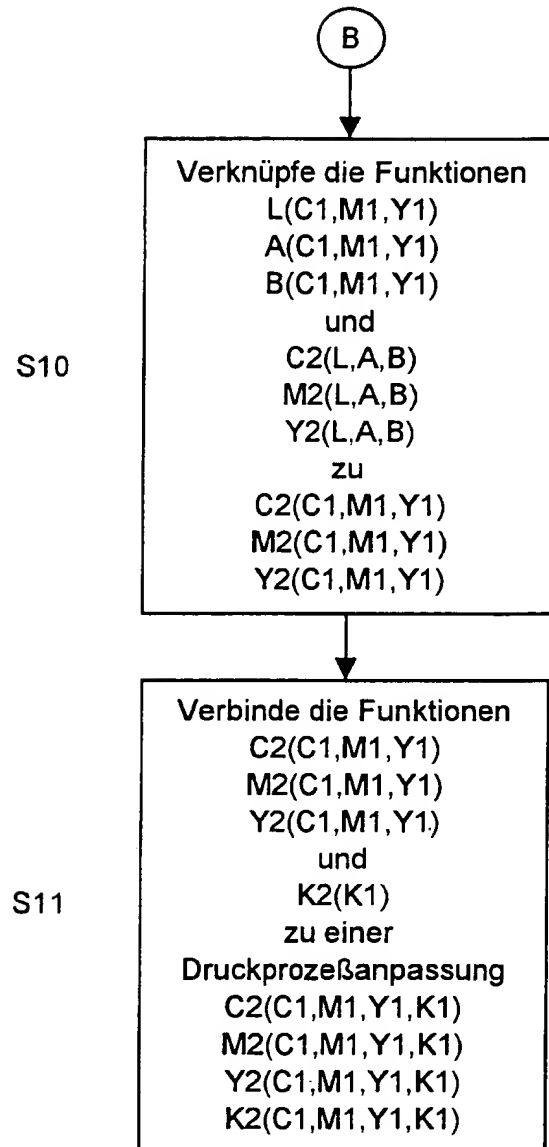 B
Verknüpfe die Funktionen
L(C1,M1,Y1)
A(C1,M1,Y1)
B(C1,M1,Y1)
und
C2(L,A,B)
M2(L,A,B)
Y2(L,A,B)
zu
C2(C1,M1,Y1)
M2(C1,M1,Y1)
Y2(C1,M1,Y1)
S10
Verbinde die Funktionen
C2(C1,M1,Y1)
M2(C1,M1,Y1)
Y2(C1,M1,Y1)
und
K2(K1)
zu einer
Druckprozeßanpassung
C2(C1,M1,Y1,K1)
M2(C1,M1,Y1,K1)
Y2(C1,M1,Y1,K1)
K2(C1,M1,Y1,K1)
S11